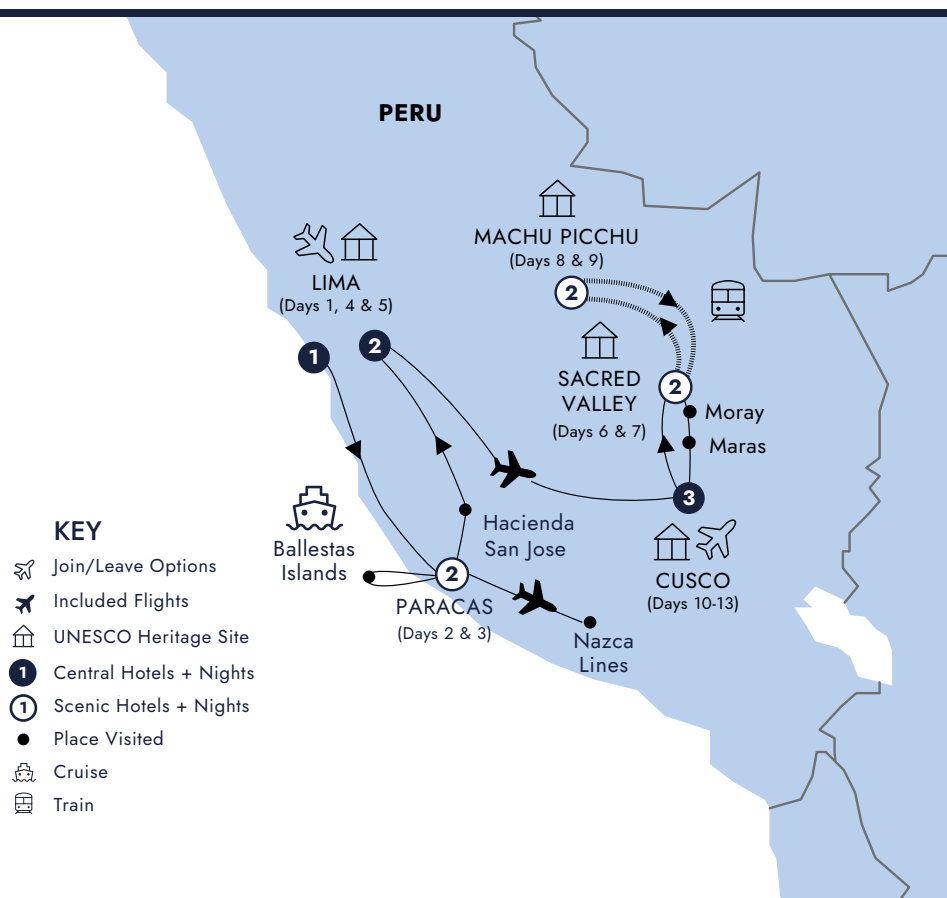 PERU
MACHU PICCHU
(Days 8 & 9)
2
LIMA
(Days 1, 4 & 5)
1
2
SACRED
VALLEY
(Days 6 & 7)
2
Moray
Maras
3
CUSCO
(Days 10-13)
Hacienda
San Jose
Ballestas
Islands
2
PARACAS
(Days 2 & 3)
Nazca
Lines
KEY
Join/Leave Options
Included Flights
UNESCO Heritage Site
1 Central Hotels + Nights
1 Scenic Hotels + Nights
Place Visited
Cruise
Train